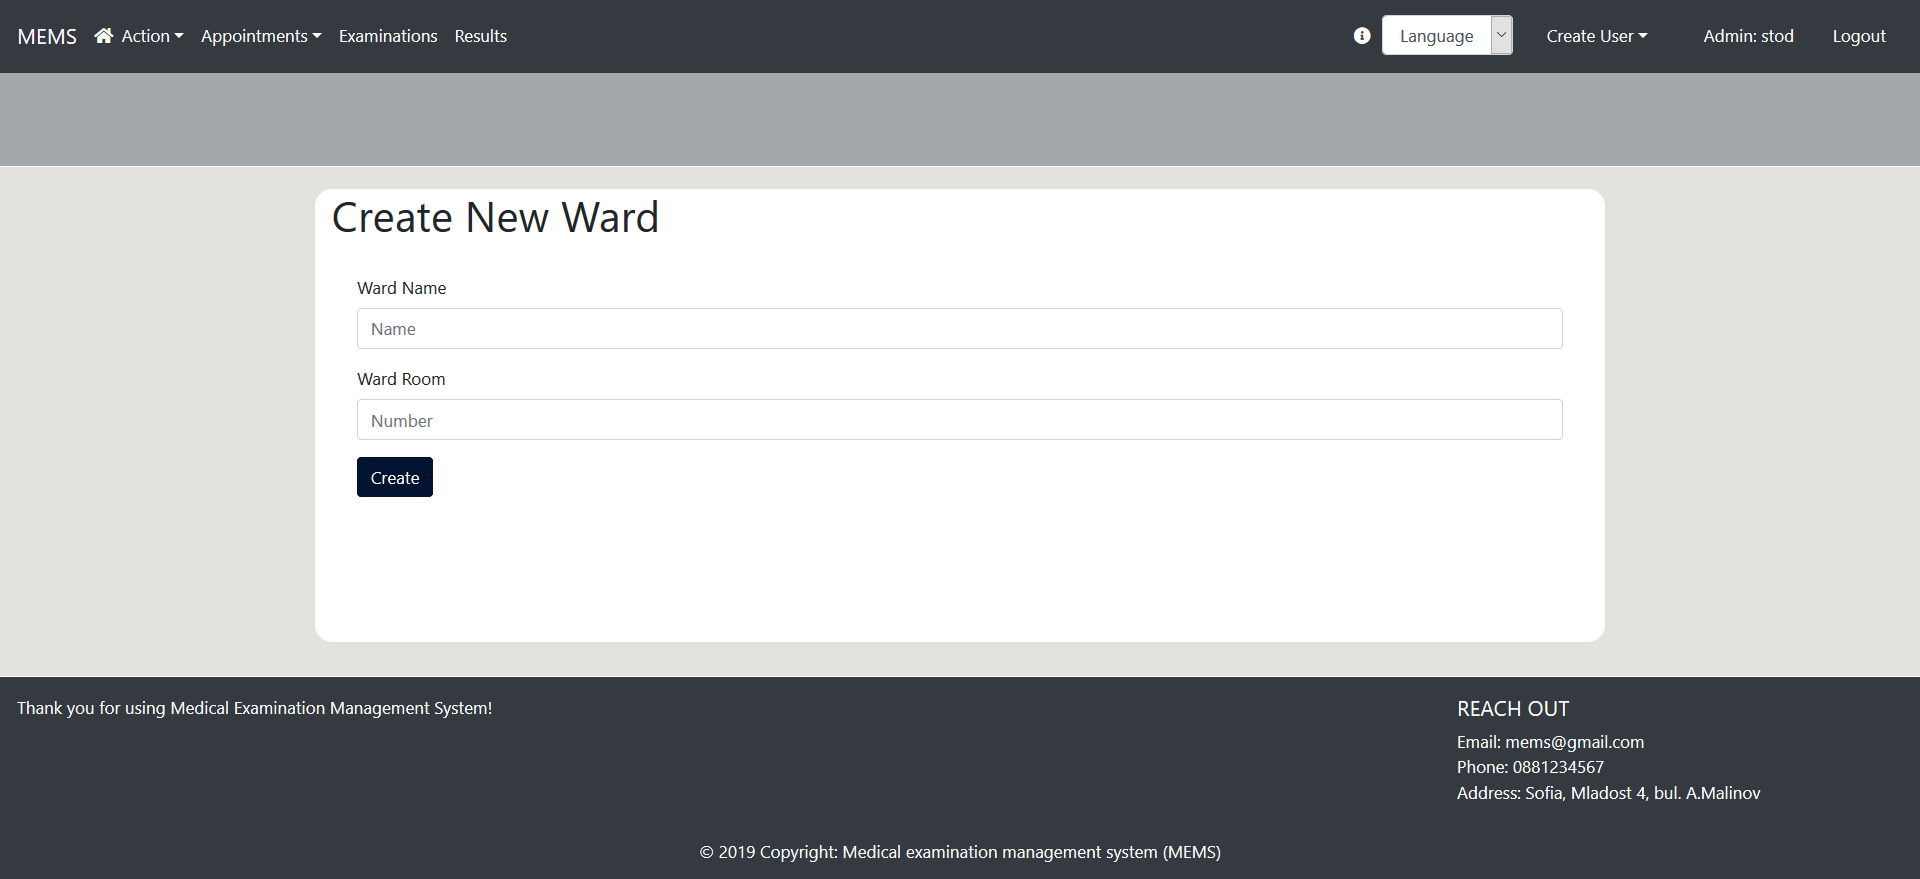 MEMS Action Appointments Examinations Results Language Create User Admin: stod Logout
Create New Ward
Ward Name
Name
Ward Room
Number
Create
Thank you for using Medical Examination Management System!
REACH OUT
Email: mems@gmail.com
Phone: 0881234567
Address: Sofia, Mladost 4, bul. A.Malinov
© 2019 Copyright: Medical examination management system (MEMS)